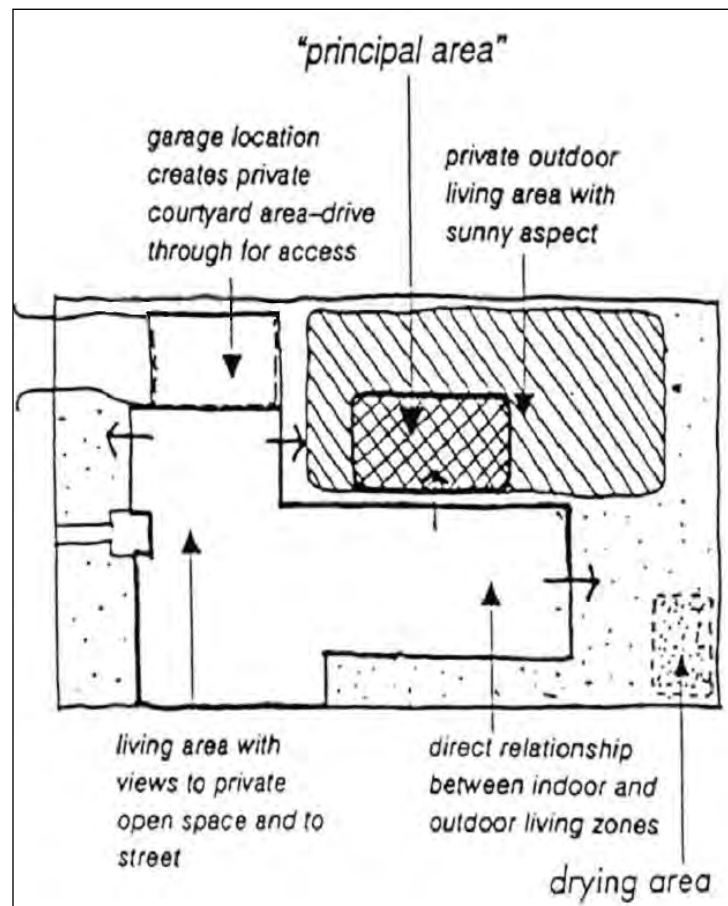 "principal area"
garage location
creates private
courtyard area–drive
through for access
private outdoor
living area with
sunny aspect
living area with
views to private
open space and to
street
direct relationship
between indoor and
outdoor living zones
drying area